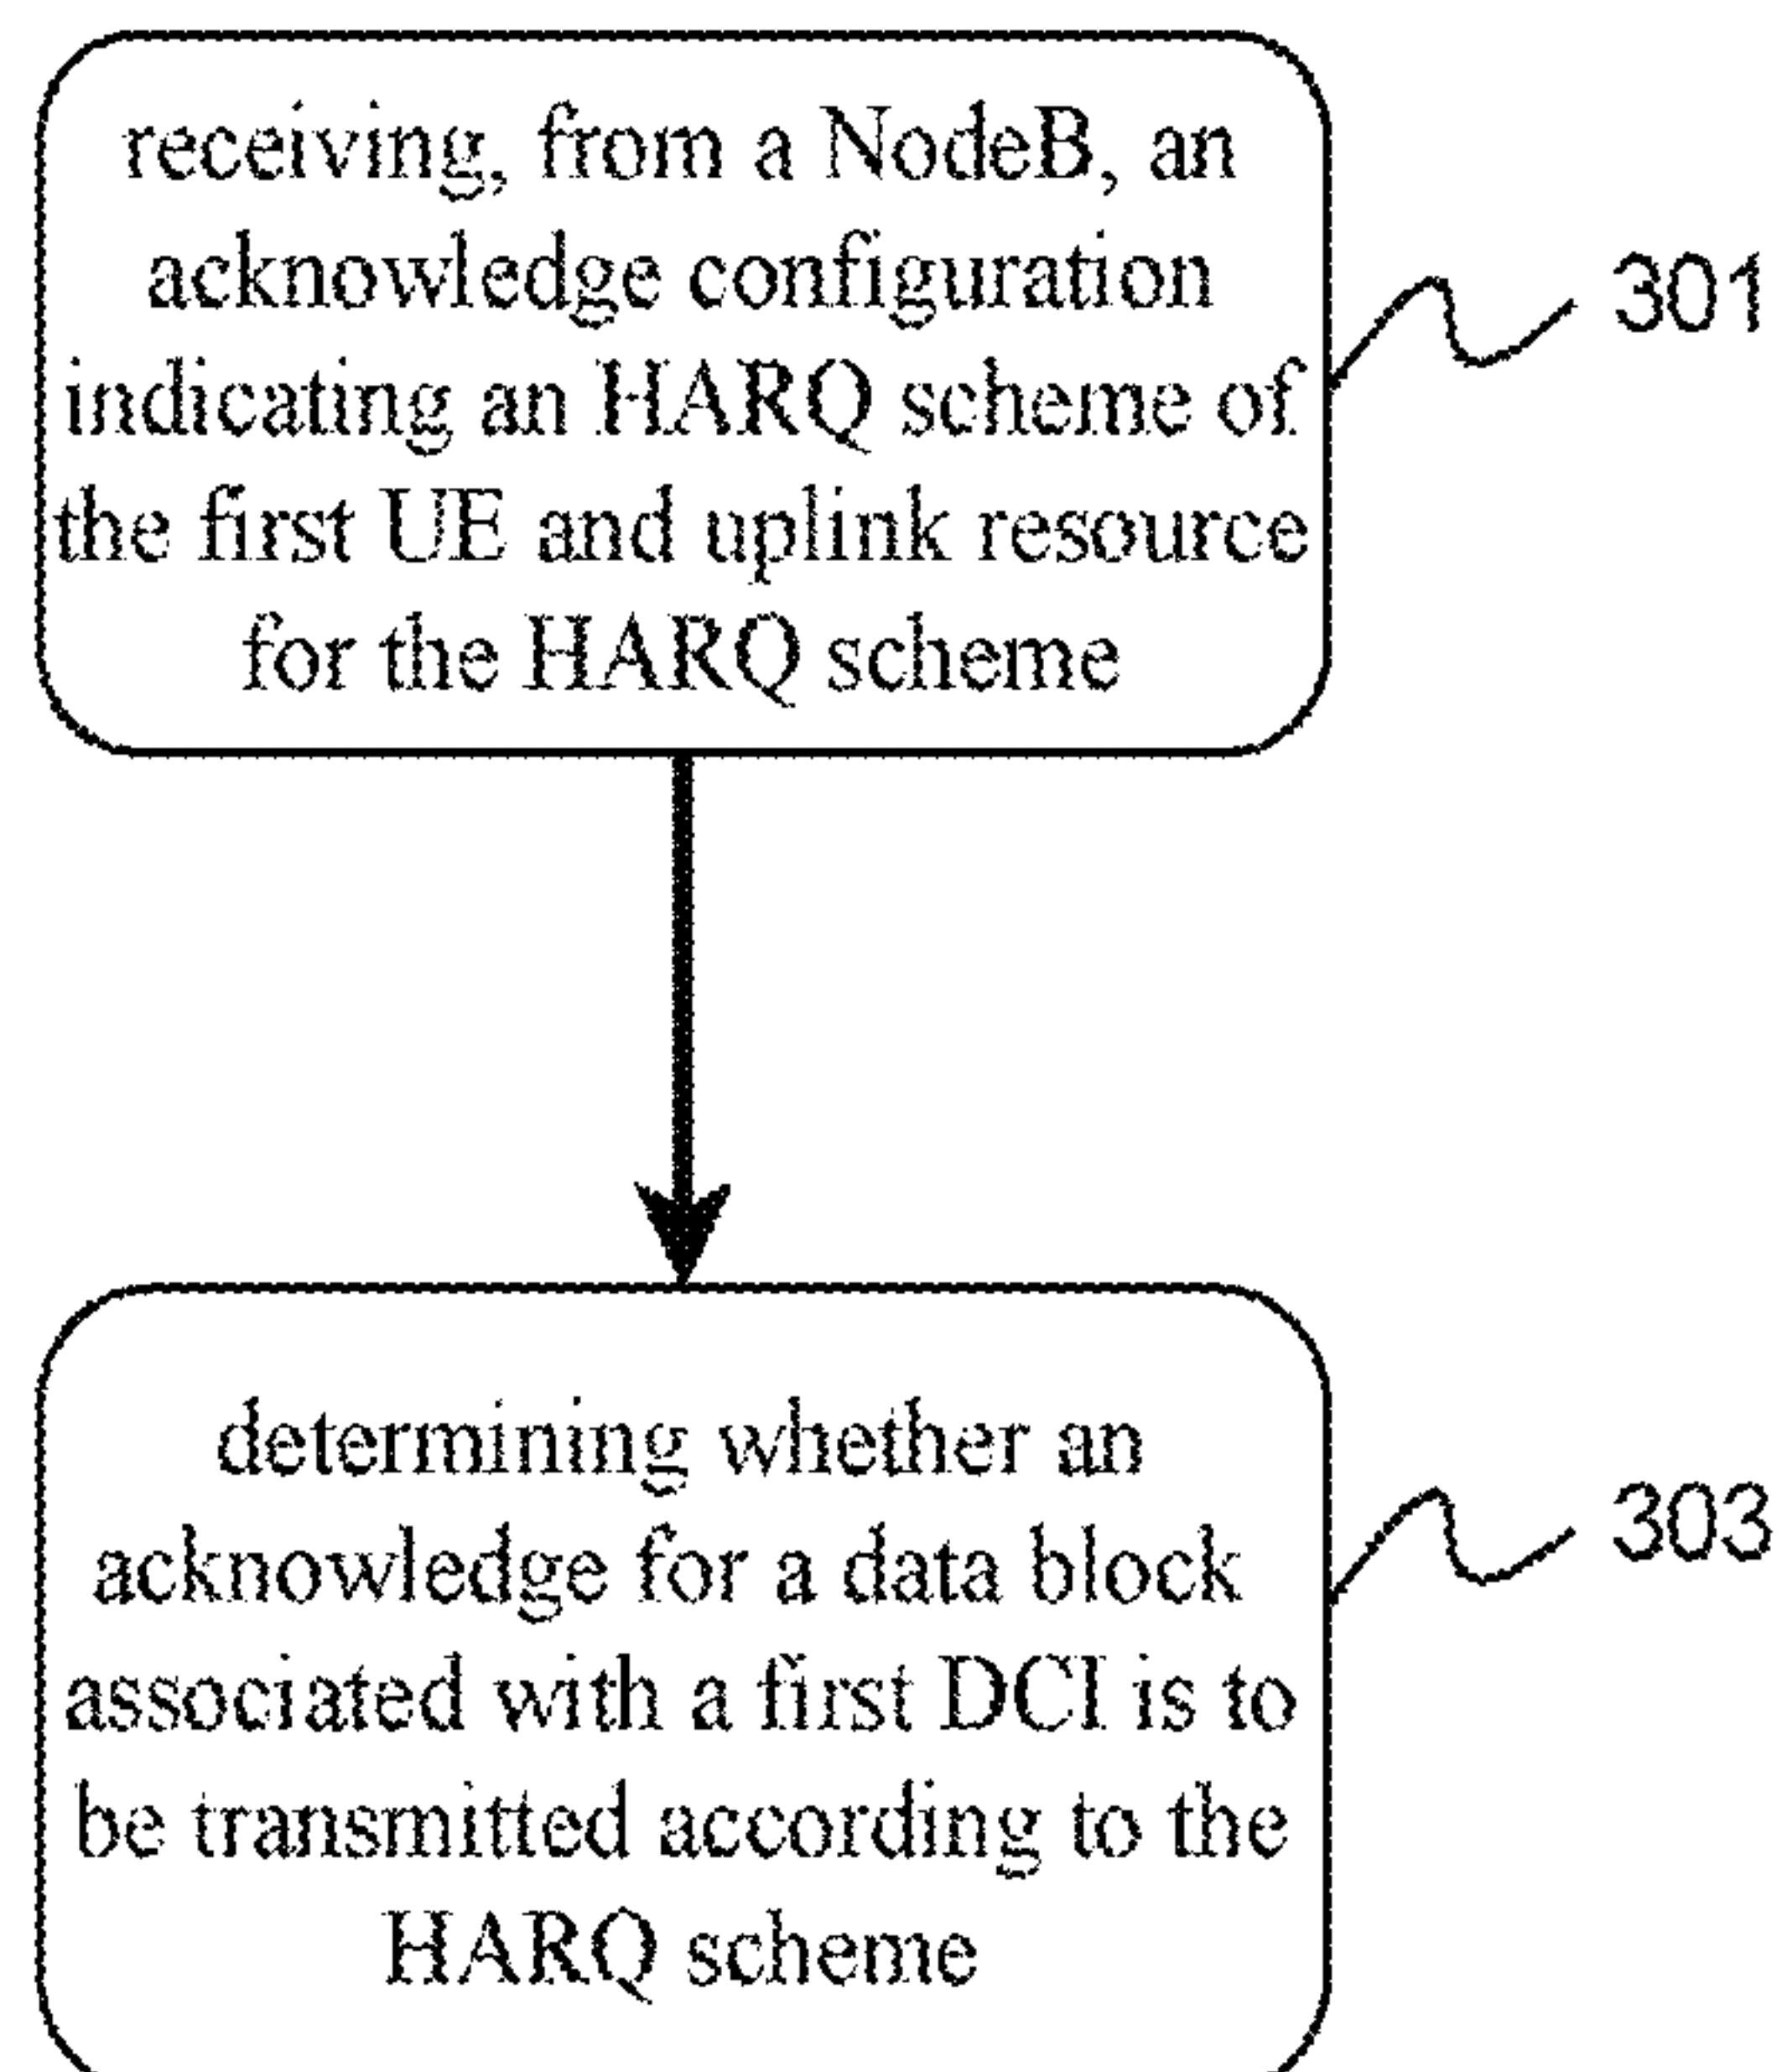 receiving, from a NodeB, an
acknowledge configuration
indicating an HARQ scheme of
the first UE and uplink resource
for the HARQ scheme
301
determining whether an
acknowledge for a data block
associated with a first DCI is to
be transmitted according to the
HARQ scheme
303